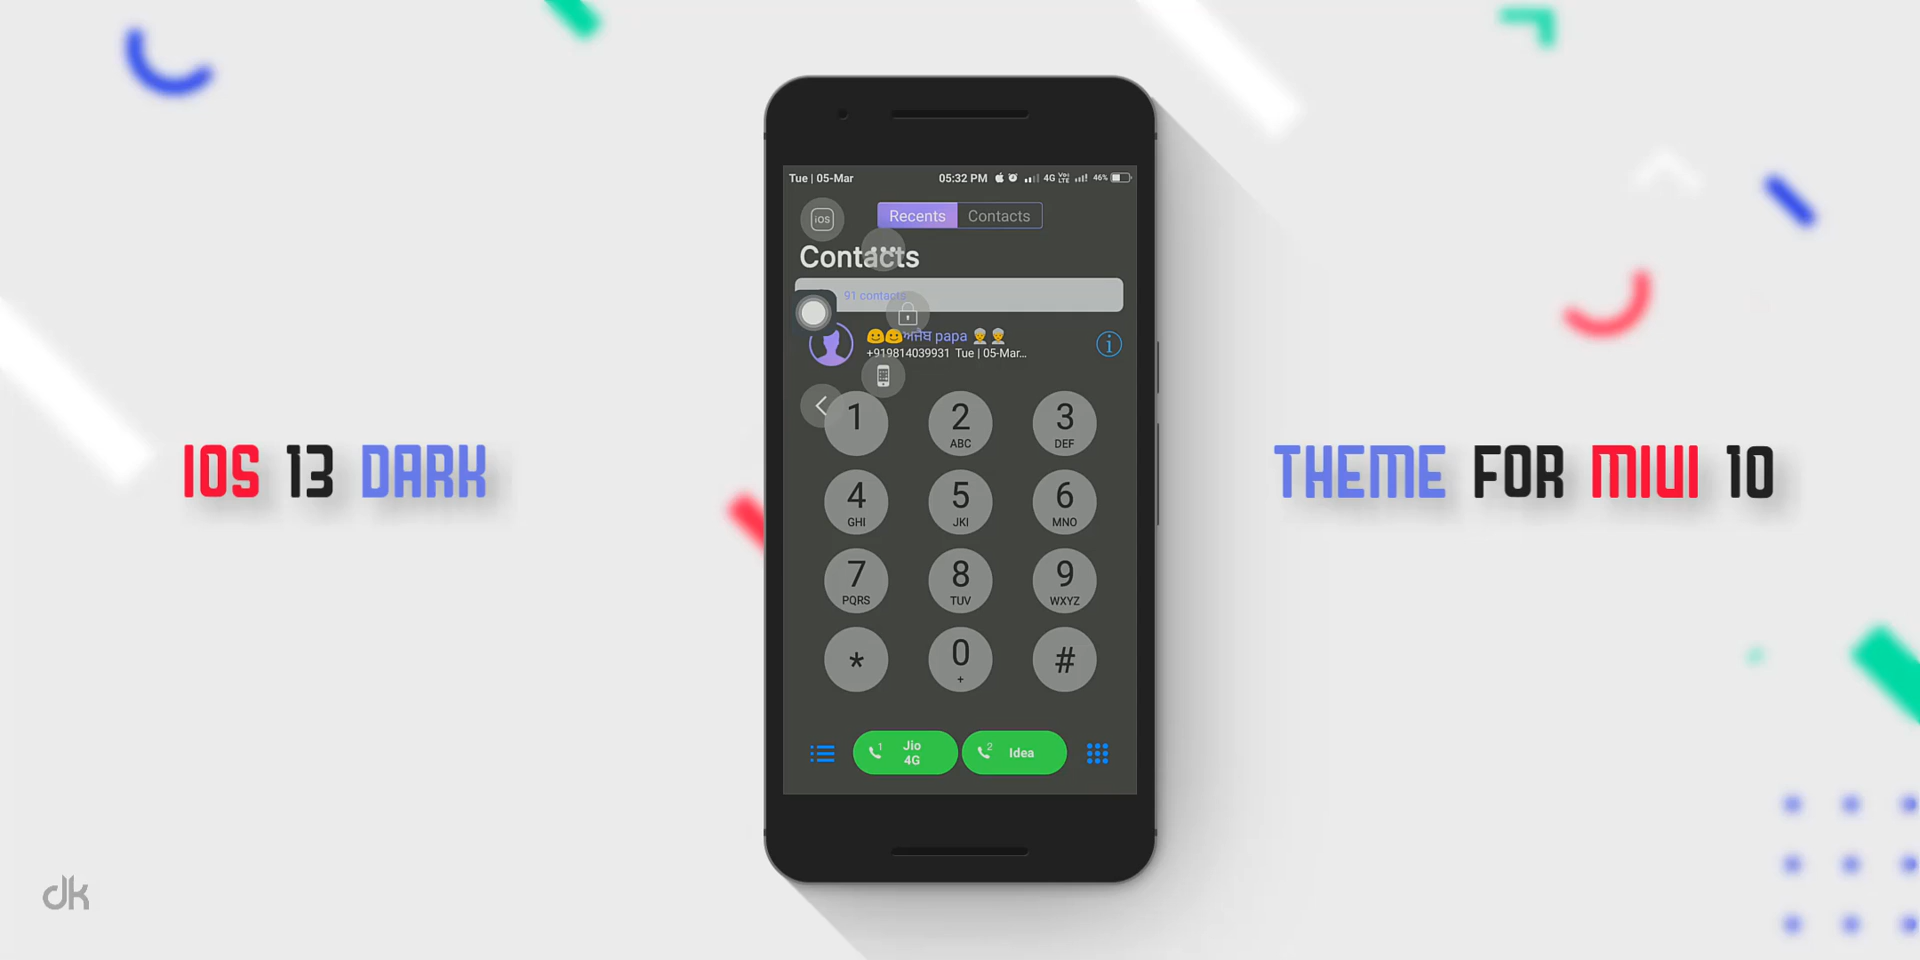 Tue | 05-Mar
05:32 PM 4G Vo) LTE 46%
iOS
Recents Contacts
Contacts
91 contacts
papa
+919814039931 Tue | 05-Mar...
1
2 ABC
3 DEF
4 GHI
5 JKl
6 MNO
7 PQRS
8 TUV
9 WXYZ
*
0 +
#
1 Jio 4G
2 Idea
IOS 13 DARK
THEME FOR MIUI 10
dk